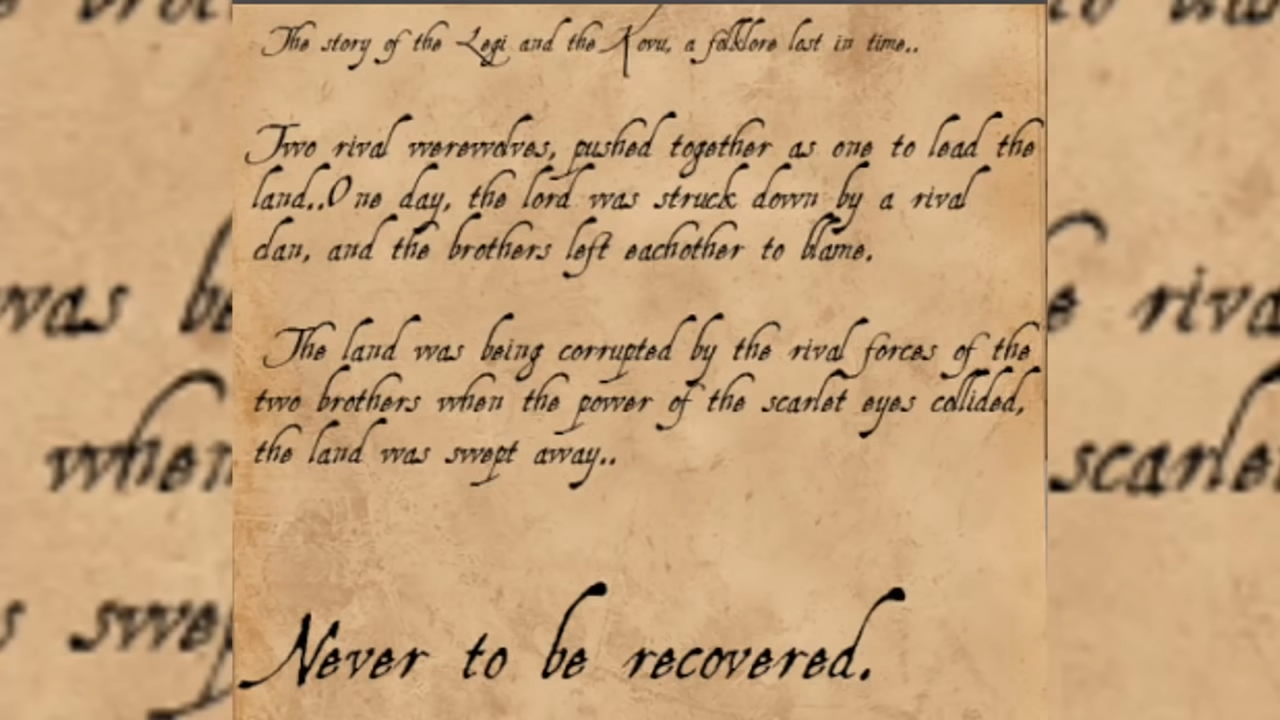 The story of the Legi and the Kovu, a folklore lost in time..
Two rival werewolves, pushed together as one to lead the
land..One day, the lord was struck down by a rival
clan, and the brothers left eachother to blame.
The land was being corrupted by the rival forces of the
two brothers when the power of the scarlet eyes collided,
the land was swept away..
Never to be recovered.